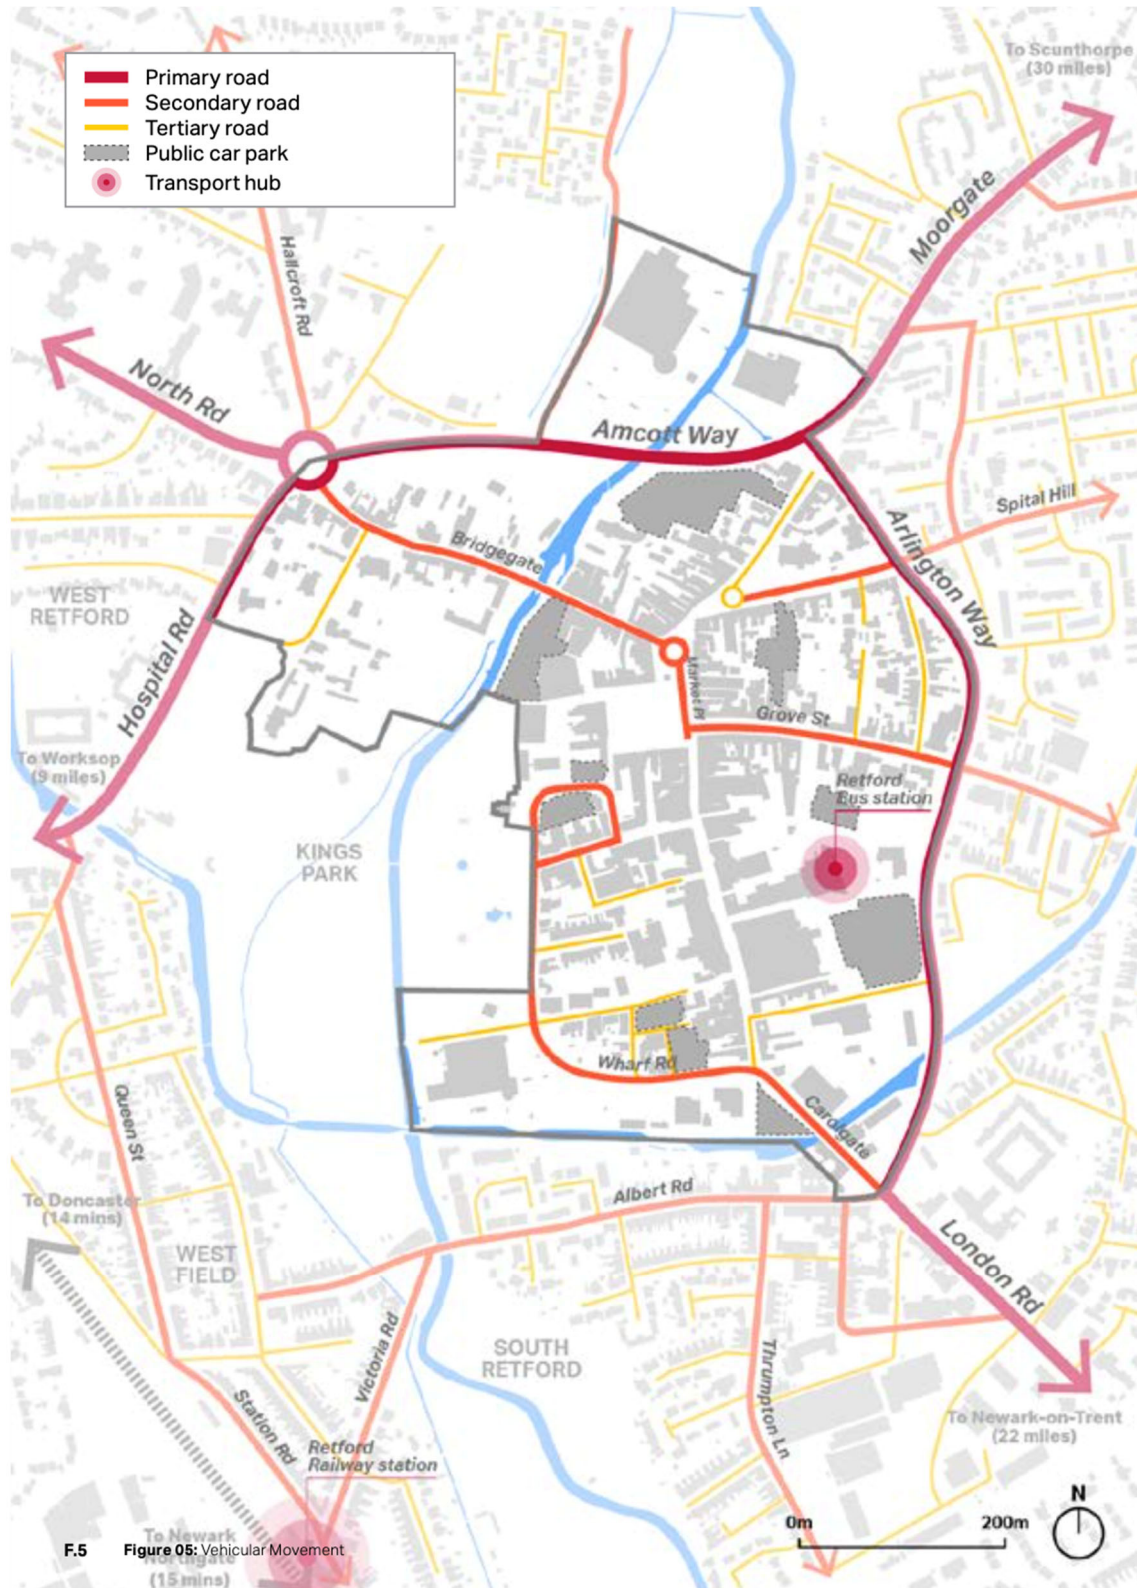 To Scunthorpe
(30 miles)
Primary road
Secondary road
Tertiary road
Public car park
Transport hub
Moorgate
Hallcroft Rd
North Rd
Amcott Way
Spital Hill
Bridgegate
Arlington Way
WEST
RETFORD
Hospital Rd
Market Pl
Grove St
To Worksop
(9 miles)
Retford
Bus station
KINGS
PARK
Wharf Rd
Carolgate
Queen St
Albert Rd
To Doncaster
(14 mins)
WEST
FIELD
London Rd
Victoria Rd
SOUTH
RETFORD
Thrumpton Ln
Station Rd
To Newark-on-Trent
(22 miles)
Retford
Railway station
N
0m 200m
To Newark
Northgate
(15 mins)
F.5 Figure 05: Vehicular Movement